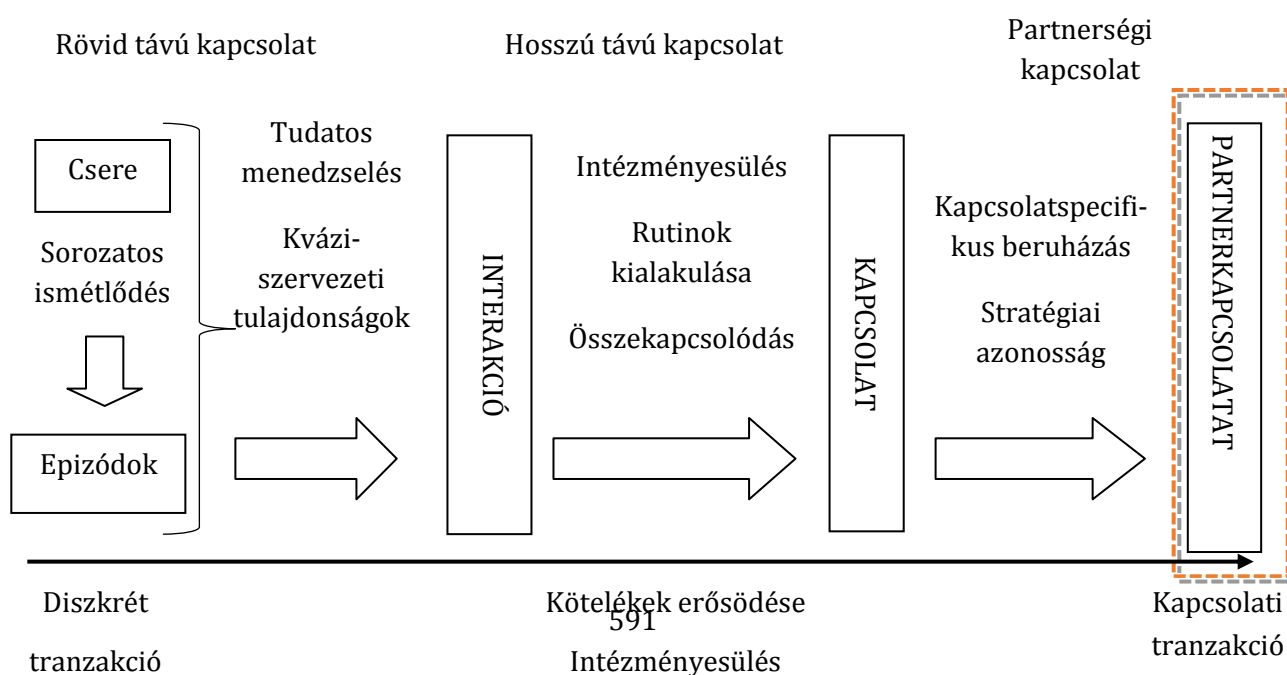 Rövid távú kapcsolat
Hosszú távú kapcsolat
Partnerségi
kapcsolat
Csere
Sorozatos
ismétlődés
Epizódok
Tudatos
menedzselés
Kvázi-
szervezeti
tulajdonságok
INTERAKCIÓ
Intézményesülés
Rutinok
kialakulása
Összekapcsolódás
KAPCSOLAT
Kapcsolatspecifi-
kus beruházás
Stratégiai
azonosság
PARTNERKAPCSOLATAT
Diszkrét
tranzakció
Kötelékek erősödése
591
Intézményesülés
Kapcsolati
tranzakció